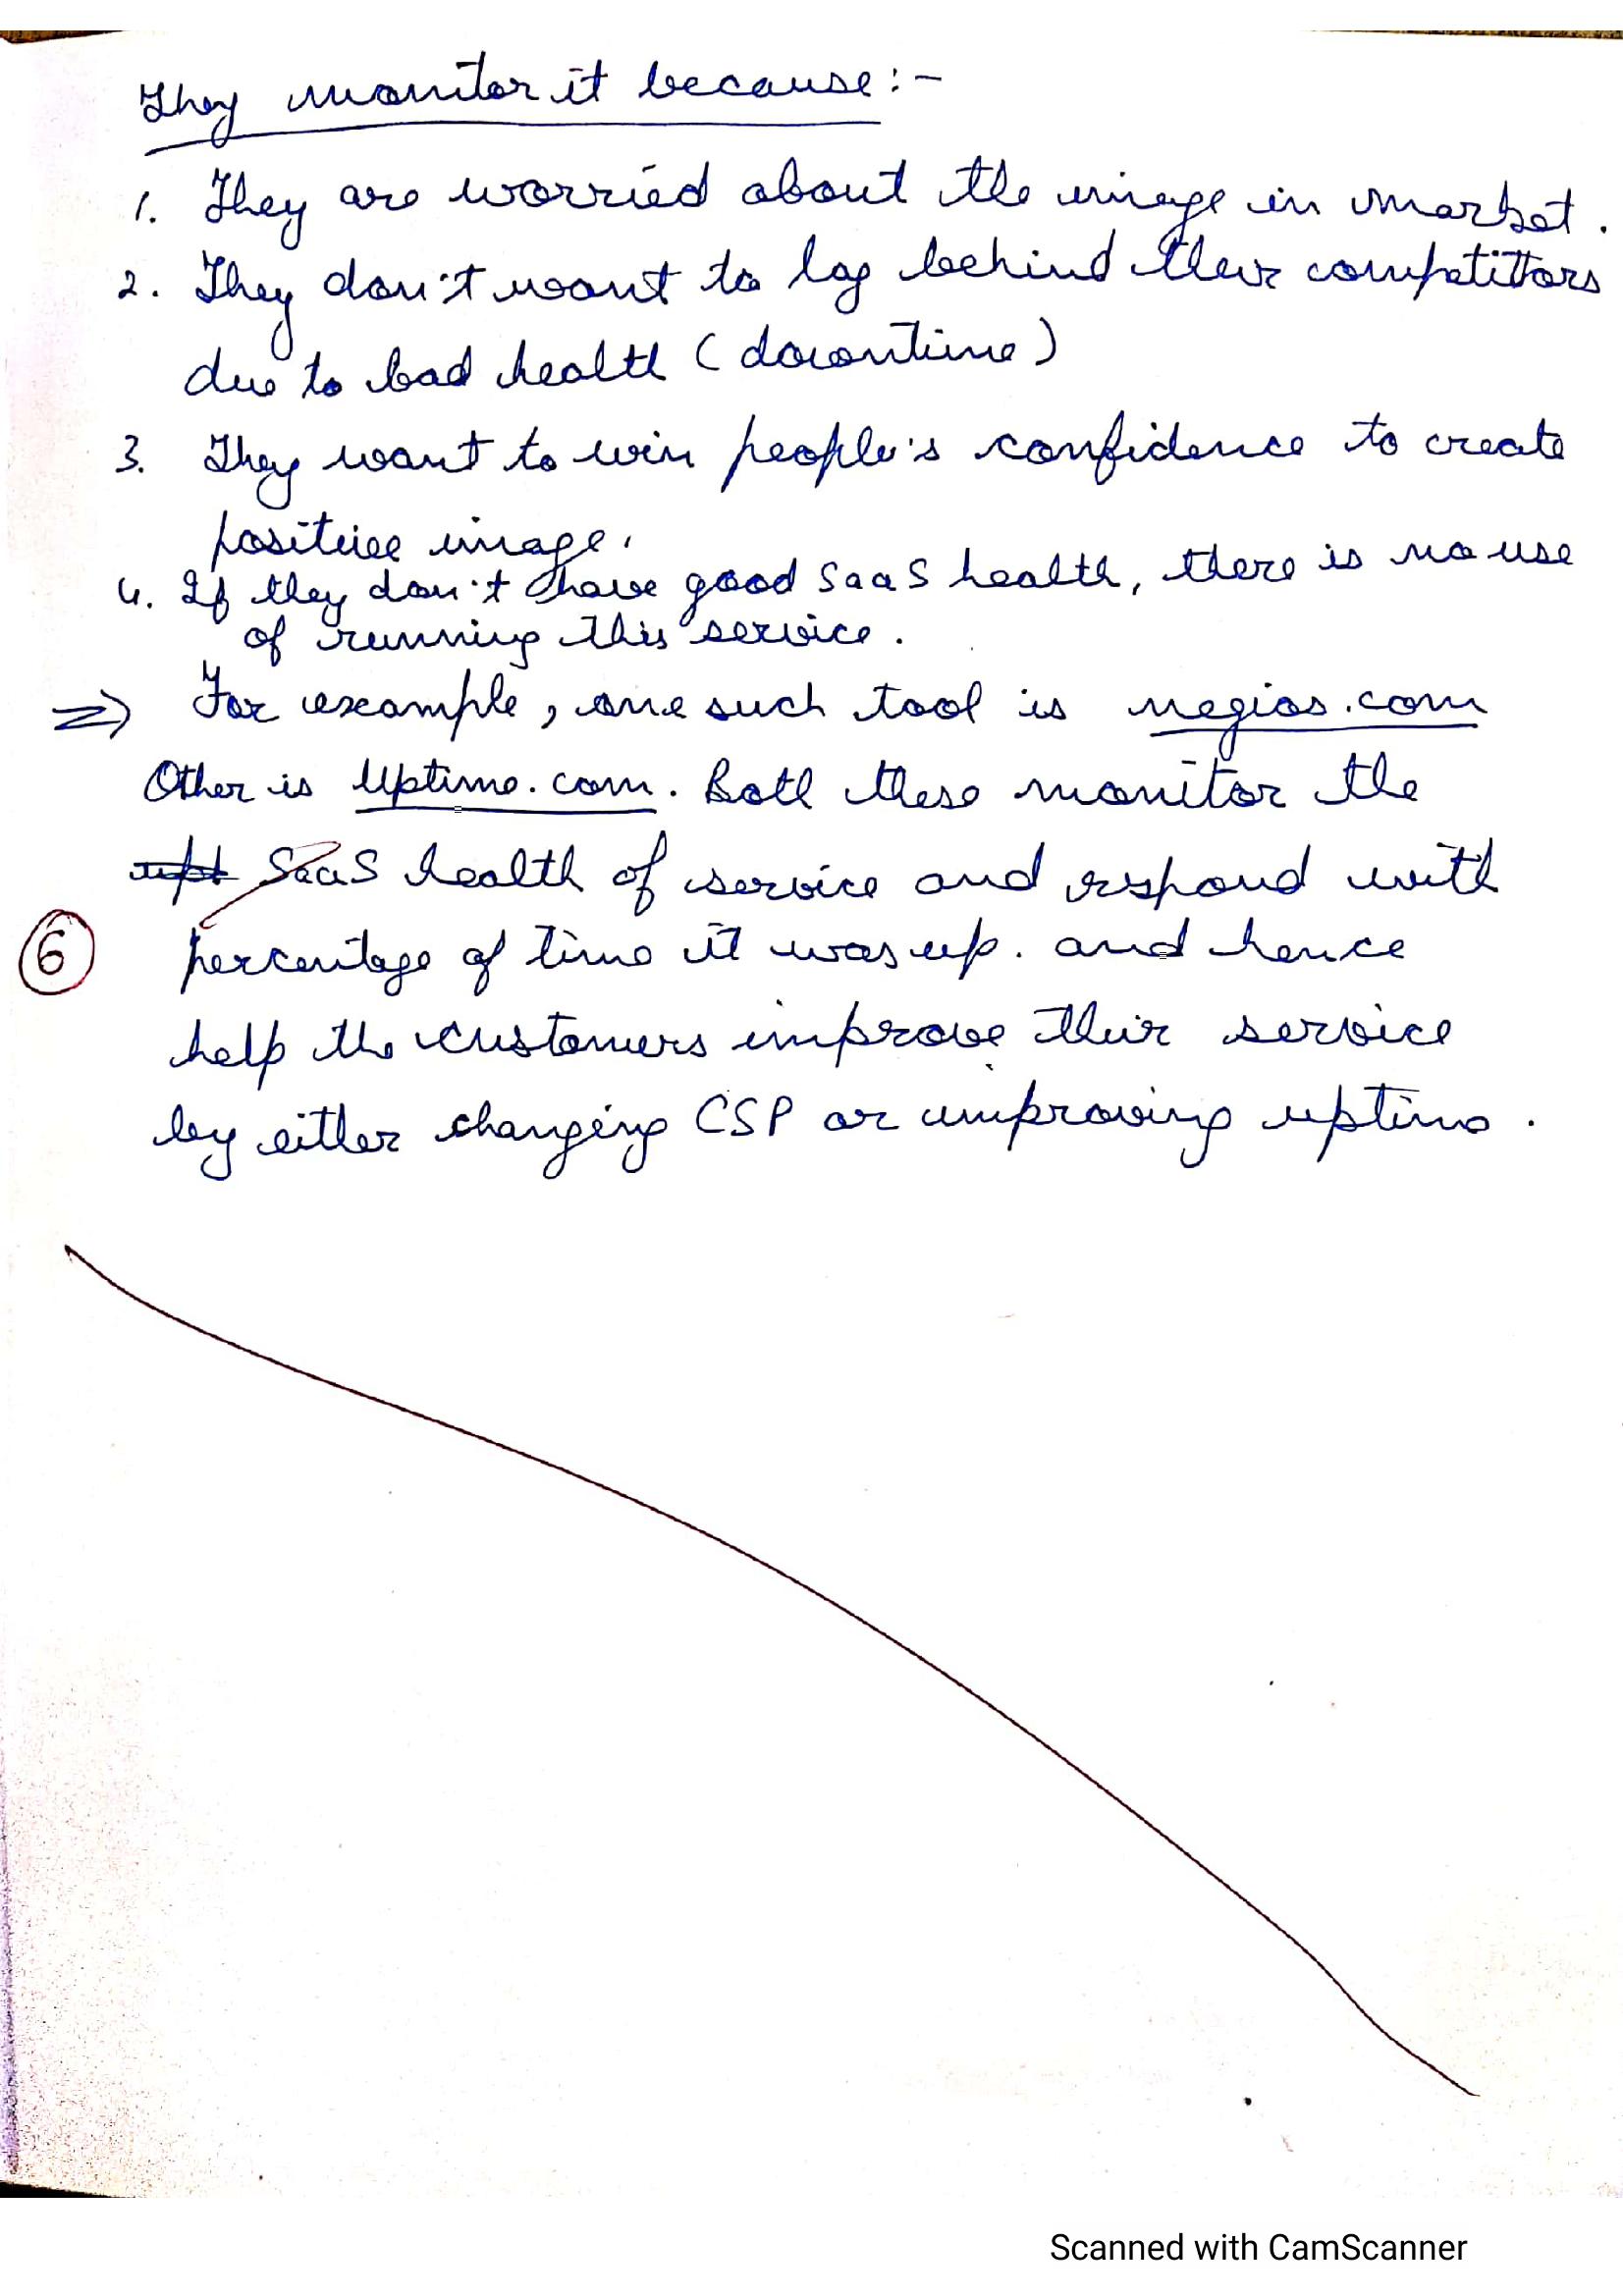 They monitor it because:-
1. They are worried about the image in market.
2. They don't want to lag behind their competittors
due to bad health (downtime)
3. They want to win people's confidence to create
positive image.
4. If they don't have good SaaS health, there is no use
of running this service.
=> For example, one such tool is negios.com
Other is Uptime.com. Both these monitor the
upt SaaS health of service and respond with
6 percentage of time it was up. and hence
help the customers improve their service
by either changing CSP or improving uptime.
Scanned with CamScanner